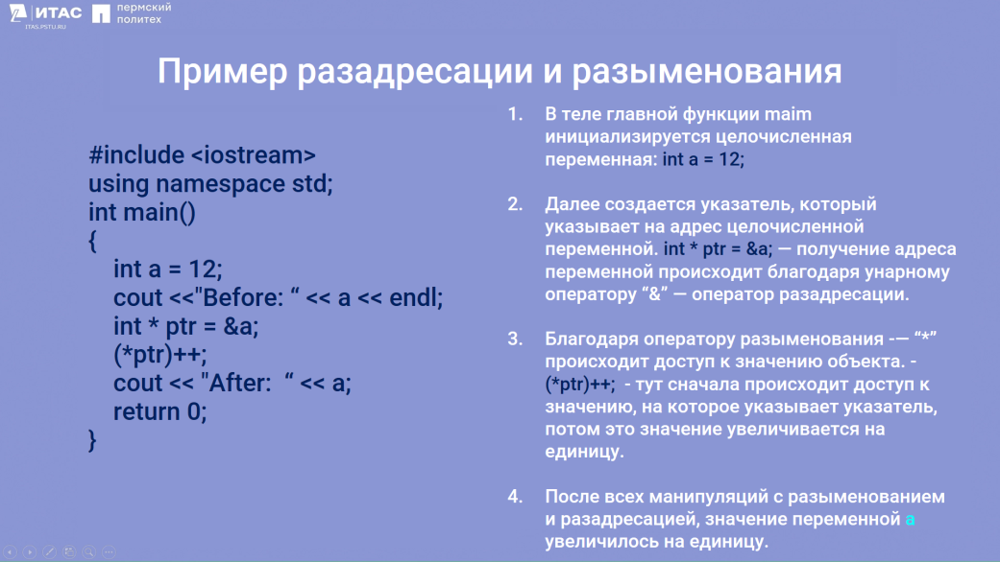 ИТАС
ITAS.PSTU.RU
пермский
политех
Пример разадресации и разыменования
#include <iostream>
using namespace std;
int main()
{
int a = 12;
cout <<"Before: “ << a << endl;
int * ptr = &a;
(*ptr)++;
cout << "After:  “ << a;
return 0;
}
1. В теле главной функции maim
инициализируется целочисленная
переменная: int a = 12;
2. Далее создается указатель, который
указывает на адрес целочисленной
переменной. int * ptr = &a; — получение адреса
переменной происходит благодаря унарному
оператору “&” — оператор разадресации.
3. Благодаря оператору разыменования -— “*”
происходит доступ к значению объекта. -
(*ptr)++;  - тут сначала происходит доступ к
значению, на которое указывает указатель,
потом это значение увеличивается на
единицу.
4. После всех манипуляций с разыменованием
и разадресацией, значение переменной a
увеличилось на единицу.